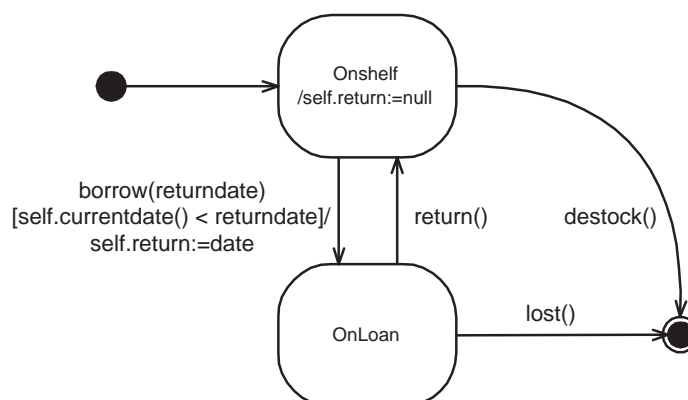 Onshelf
/self.return:=null
borrow(returndate)
[self.currentdate() < returndate]/
self.return:=date
return()
destock()
lost()
OnLoan